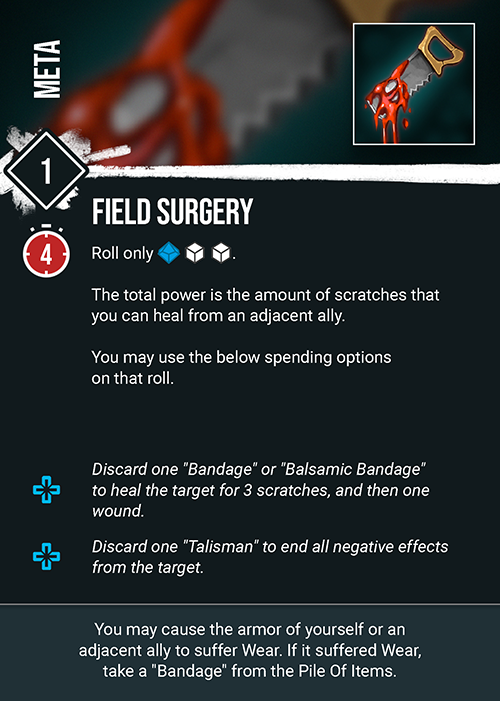 META
1
FIELD SURGERY
4
Roll only .
The total power is the amount of scratches that
you can heal from an adjacent ally.
You may use the below spending options
on that roll.
Discard one "Bandage" or "Balsamic Bandage"
to heal the target for 3 scratches, and then one
wound.
Discard one "Talisman" to end all negative effects
from the target.
You may cause the armor of yourself or an
adjacent ally to suffer Wear. If it suffered Wear,
take a "Bandage" from the Pile Of Items.